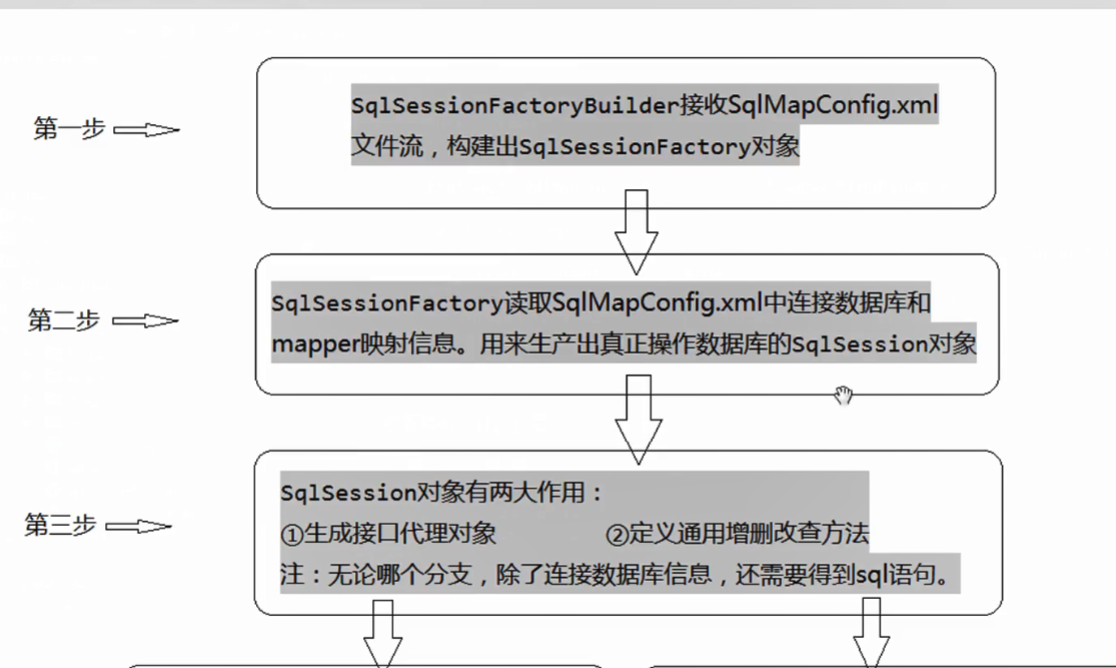 第一步
SqlSessionFactoryBuilder接收SqlMapConfig.xml
文件流，构建出SqlSessionFactory对象
第二步
SqlSessionFactory读取SqlMapConfig.xml中连接数据库和
mapper映射信息。用来生产出真正操作数据库的SqlSession对象
第三步
SqlSession对象有两大作用：
①生成接口代理对象 ②定义通用增删改查方法
注：无论哪个分支，除了连接数据库信息，还需要得到sql语句。